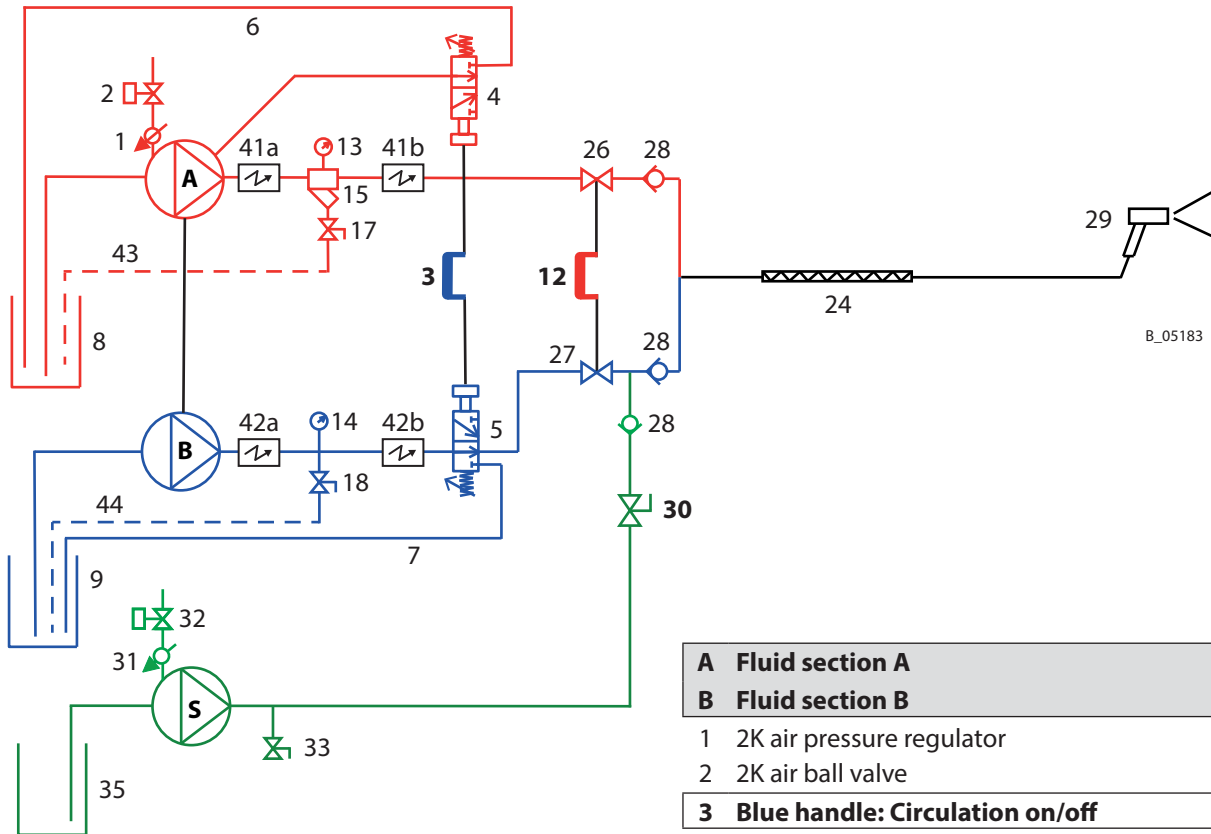 6
2
4
1
41a
13
41b
26
28
A
15
17
29
43
3
12
24
8
B_05183
27
28
42a
14
42b
5
28
B
18
44
30
7
9
32
31
S
33
35
A Fluid section A
B Fluid section B
1 2K air pressure regulator
2 2K air ball valve
3 Blue handle: Circulation on/off